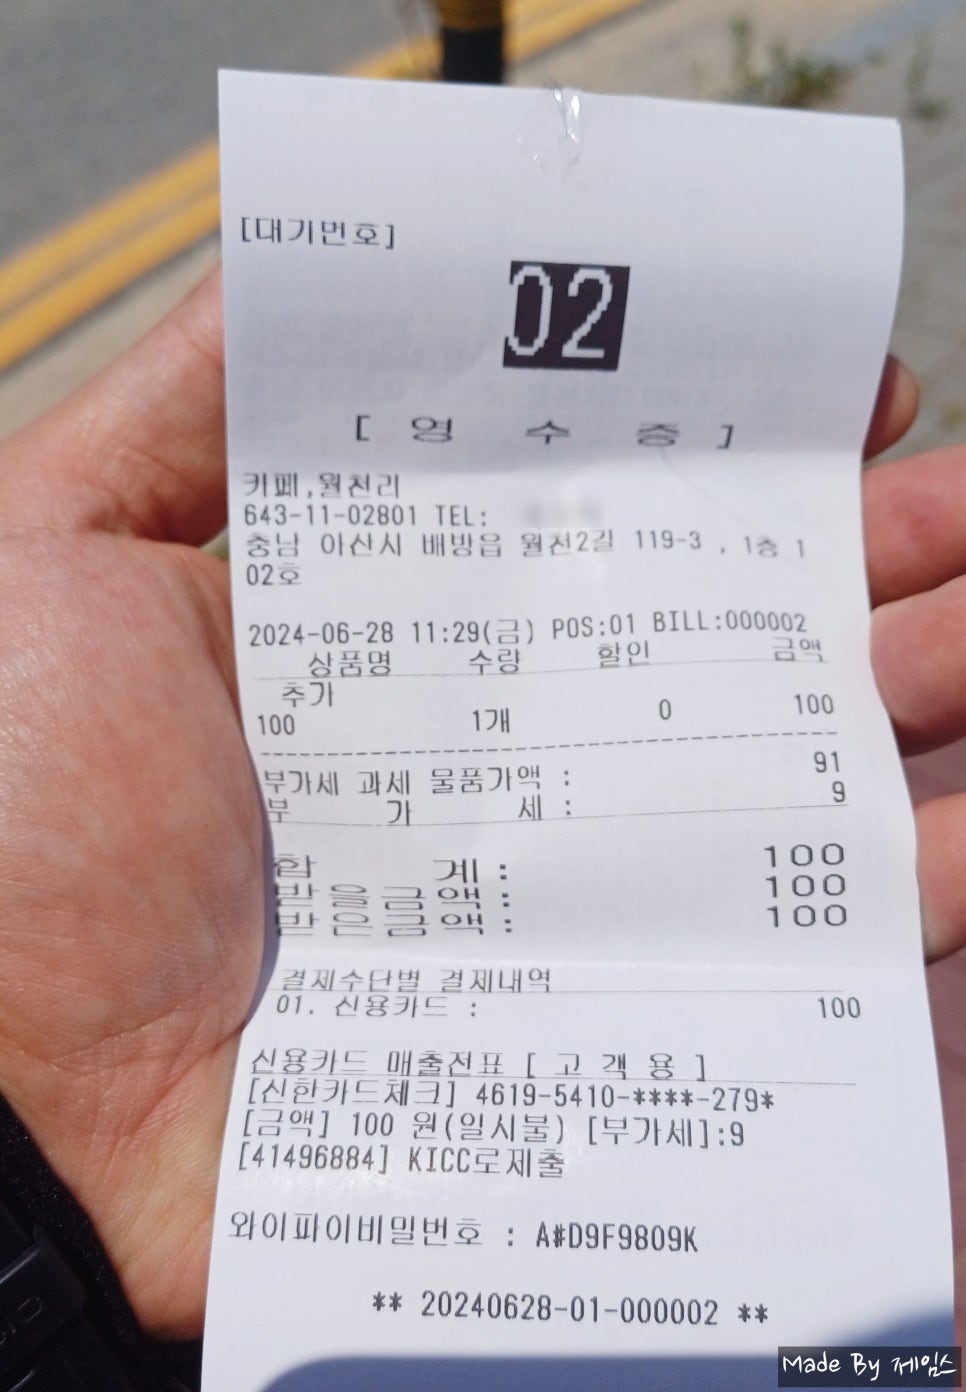 [대기번호]
02
[ 영 수 증 ]
카페,월천리
643-11-02801 TEL:
충남 아산시 배방읍 월천2길 119-3 , 1층 1
02호
2024-06-28 11:29(금) POS:01 BILL:000002
상품명 수량 할인 금액
추가
100 1개 0 100
부가세 과세 물품가액 : 91
부 가 세 : 9
합 계 : 100
받을금액 : 100
받은금액 : 100
결제수단별 결제내역
01. 신용카드 : 100
신용카드 매출전표 [ 고 객 용 ]
[신한카드체크] 4619-5410-****-279*
[금액] 100 원(일시불) [부가세]:9
[41496884] KICC로제출
와이파이비밀번호 : A#D9F9809K
** 20240628-01-000002 **
Made By 제임스